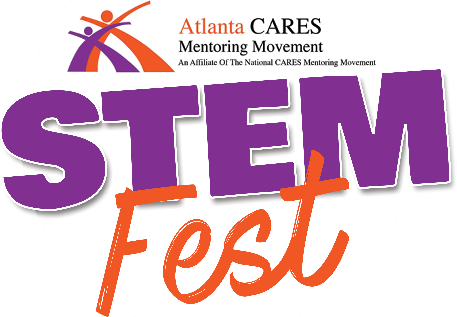 Atlanta CARES
Mentoring Movement
An Affiliate Of The National CARES Mentoring Movement
STEM
Fest